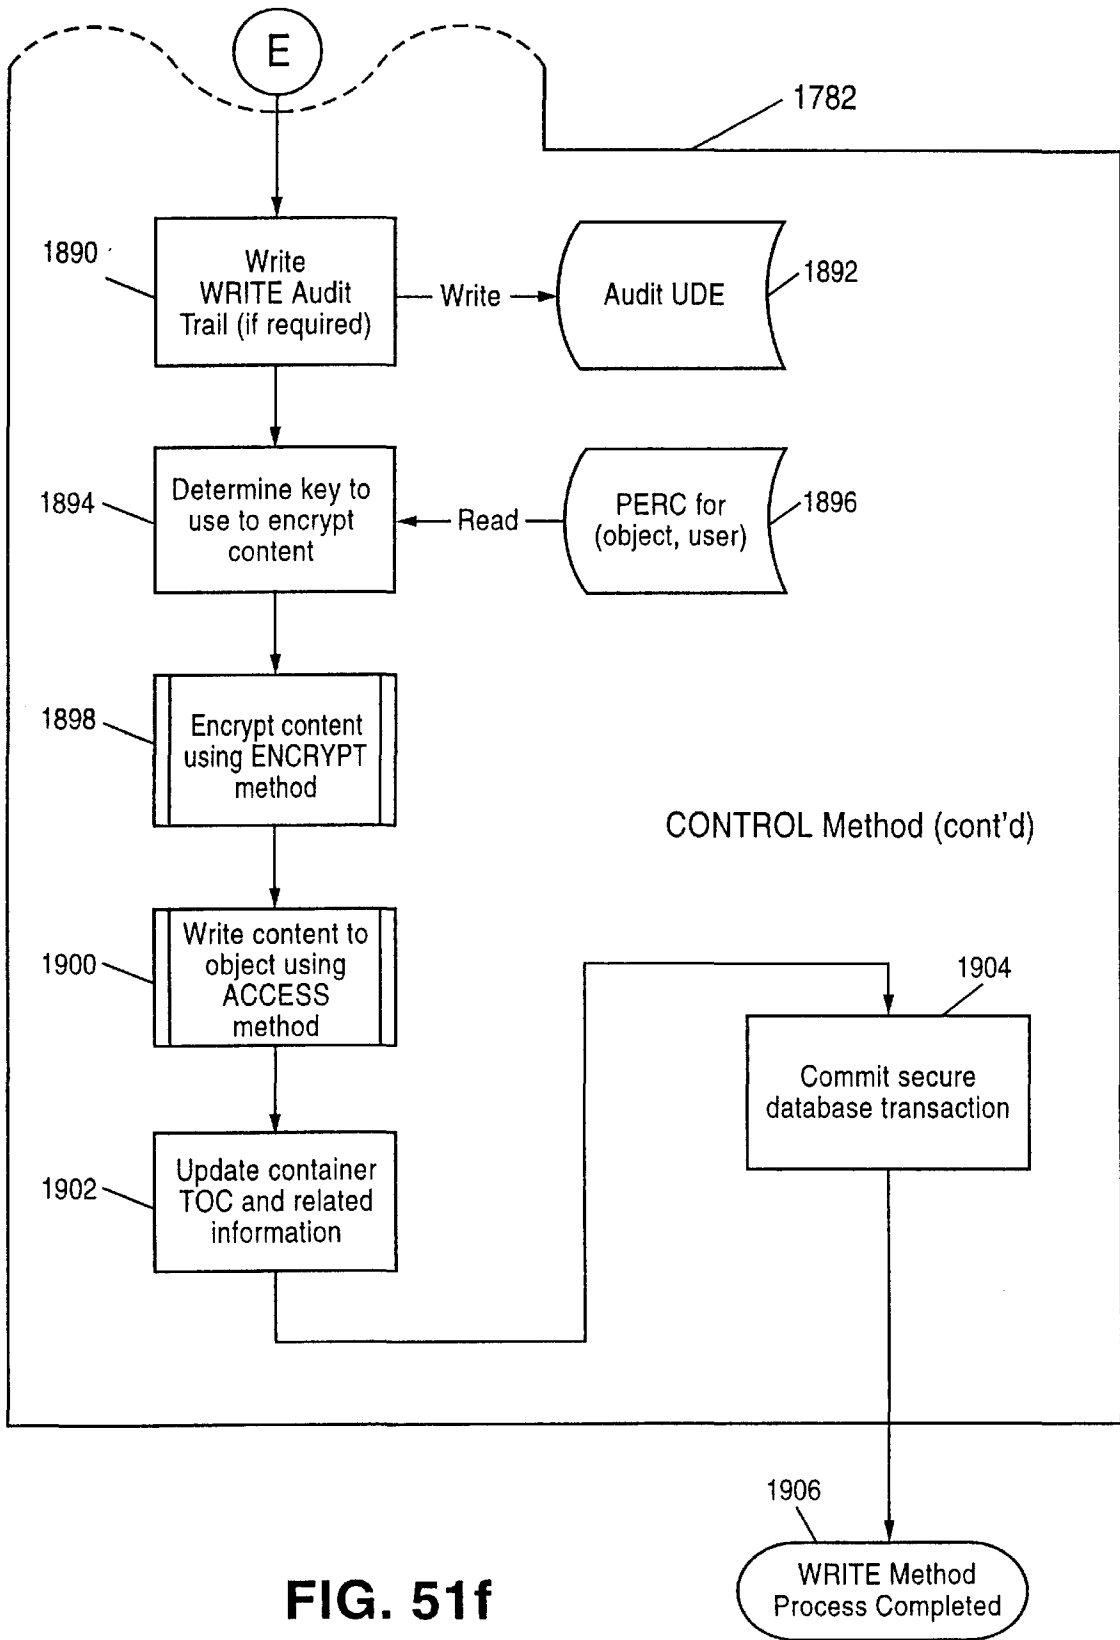 E
1782
1890
Write
WRITE Audit
Trail (if required)
Write
Audit UDE
1892
1894
Determine key to
use to encrypt
content
Read
PERC for
(object, user)
1896
1898
Encrypt content
using ENCRYPT
method
CONTROL Method (cont'd)
1900
Write content to
object using
ACCESS
method
1904
Commit secure
database transaction
1902
Update container
TOC and related
information
1906
WRITE Method
Process Completed
FIG. 51f